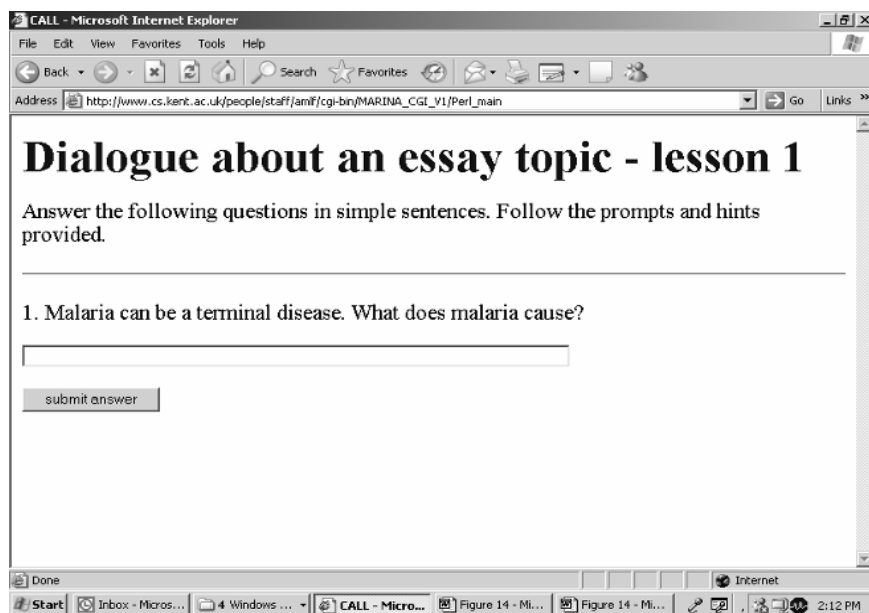 CALL - Microsoft Internet Explorer
File Edit View Favorites Tools Help
Back Search Favorites
Address http://www.cs.kent.ac.uk/people/staff/amif/cgi-bin/MARINA_CGI_V1/Perl_main Go Links »
Dialogue about an essay topic - lesson 1
Answer the following questions in simple sentences. Follow the prompts and hints
provided.
1. Malaria can be a terminal disease. What does malaria cause?
submit answer
Done Internet
Start Inbox - Micros... 4 Windows ... CALL - Micro... Figure 14 - Mi... Figure 14 - Mi... 2:12 PM